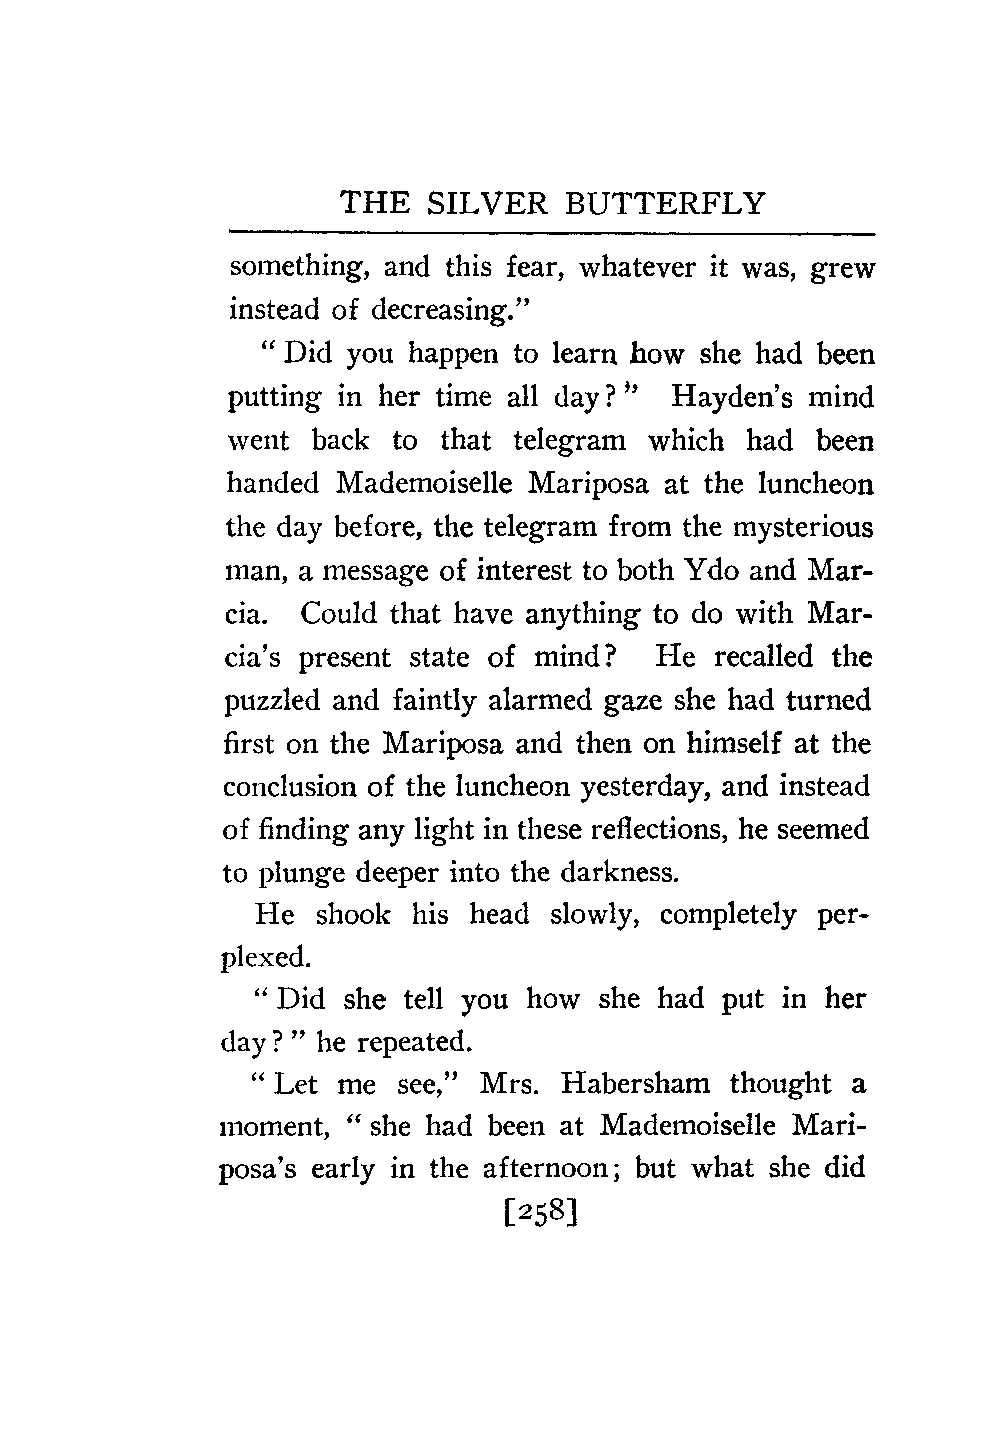 THE SILVER BUTTERFLY
something, and this fear, whatever it was, grew
instead of decreasing."
" Did you happen to learn how she had been
putting in her time all day? " Hayden's mind
went back to that telegram which had been
handed Mademoiselle Mariposa at the luncheon
the day before, the telegram from the mysterious
man, a message of interest to both Ydo and Mar-
cia. Could that have anything to do with Mar-
cia's present state of mind? He recalled the
puzzled and faintly alarmed gaze she had turned
first on the Mariposa and then on himself at the
conclusion of the luncheon yesterday, and instead
of finding any light in these reflections, he seemed
to plunge deeper into the darkness.
He shook his head slowly, completely per-
plexed.
" Did she tell you how she had put in her
day? " he repeated.
" Let me see," Mrs. Habersham thought a
moment, " she had been at Mademoiselle Mari-
posa's early in the afternoon; but what she did
[258]